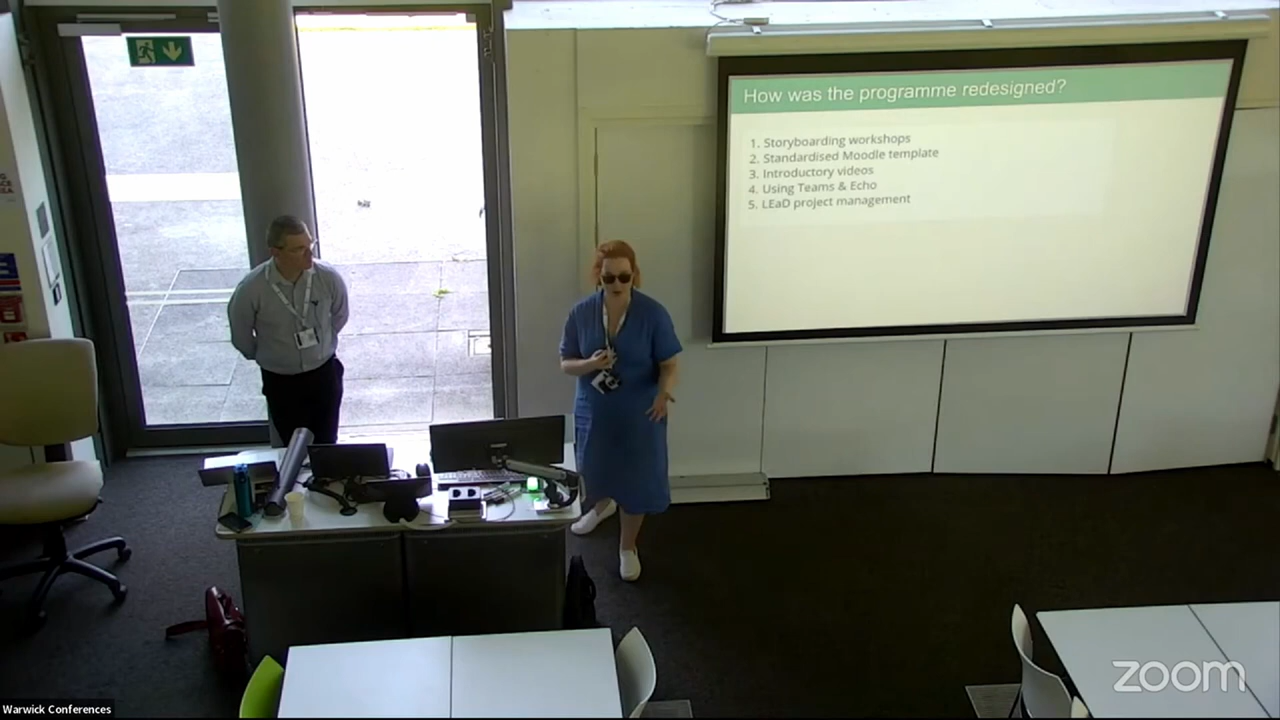 How was the programme redesigned?
1. Storyboarding workshops
2. Standardised Moodle template
3. Introductory videos
4. Using Teams & Echo
5. LEaD project management
zoom
Warwick Conferences